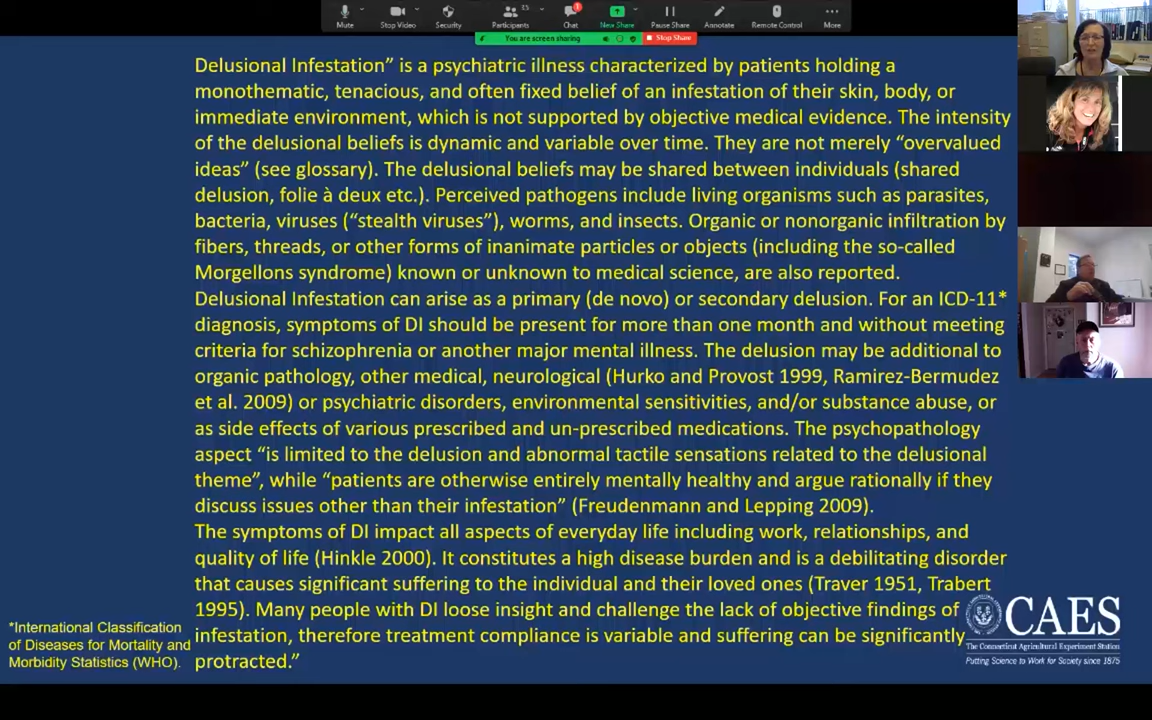 Mute
Stop Video
Security
Participants
Chat
New Share
Pause Share
Annotate
Remote Control
More
You are screen sharing
Stop Share
Delusional Infestation” is a psychiatric illness characterized by patients holding a
monothematic, tenacious, and often fixed belief of an infestation of their skin, body, or
immediate environment, which is not supported by objective medical evidence. The intensity
of the delusional beliefs is dynamic and variable over time. They are not merely “overvalued
ideas” (see glossary). The delusional beliefs may be shared between individuals (shared
delusion, folie à deux etc.). Perceived pathogens include living organisms such as parasites,
bacteria, viruses (“stealth viruses”), worms, and insects. Organic or nonorganic infiltration by
fibers, threads, or other forms of inanimate particles or objects (including the so-called
Morgellons syndrome) known or unknown to medical science, are also reported.
Delusional Infestation can arise as a primary (de novo) or secondary delusion. For an ICD-11*
diagnosis, symptoms of DI should be present for more than one month and without meeting
criteria for schizophrenia or another major mental illness. The delusion may be additional to
organic pathology, other medical, neurological (Hurko and Provost 1999, Ramirez-Bermudez
et al. 2009) or psychiatric disorders, environmental sensitivities, and/or substance abuse, or
as side effects of various prescribed and un-prescribed medications. The psychopathology
aspect “is limited to the delusion and abnormal tactile sensations related to the delusional
theme”, while “patients are otherwise entirely mentally healthy and argue rationally if they
discuss issues other than their infestation” (Freudenmann and Lepping 2009).
The symptoms of DI impact all aspects of everyday life including work, relationships, and
quality of life (Hinkle 2000). It constitutes a high disease burden and is a debilitating disorder
that causes significant suffering to the individual and their loved ones (Traver 1951, Trabert
1995). Many people with DI loose insight and challenge the lack of objective findings of
infestation, therefore treatment compliance is variable and suffering can be significantly
protracted.”
*International Classification
of Diseases for Mortality and
Morbidity Statistics (WHO).
CAES
The Connecticut Agricultural Experiment Station
Putting Science to Work for Society since 1875